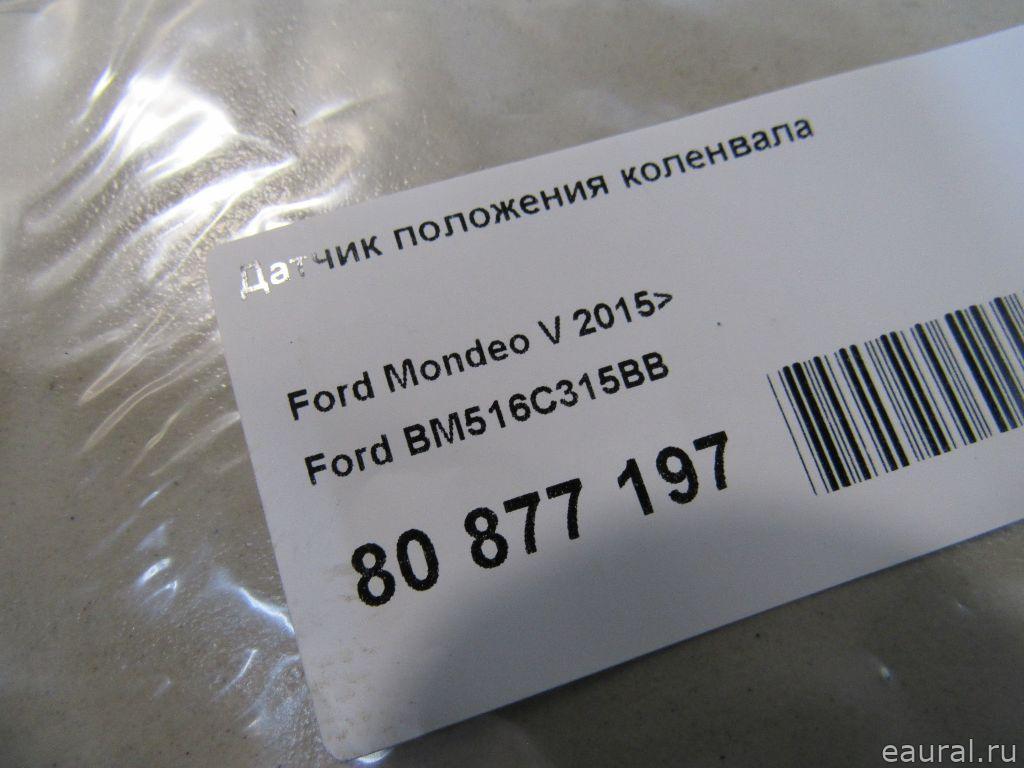 Датчик положения коленвала
Ford Mondeo V 2015>
Ford BM516C315BB
80 877 197
eaural.ru